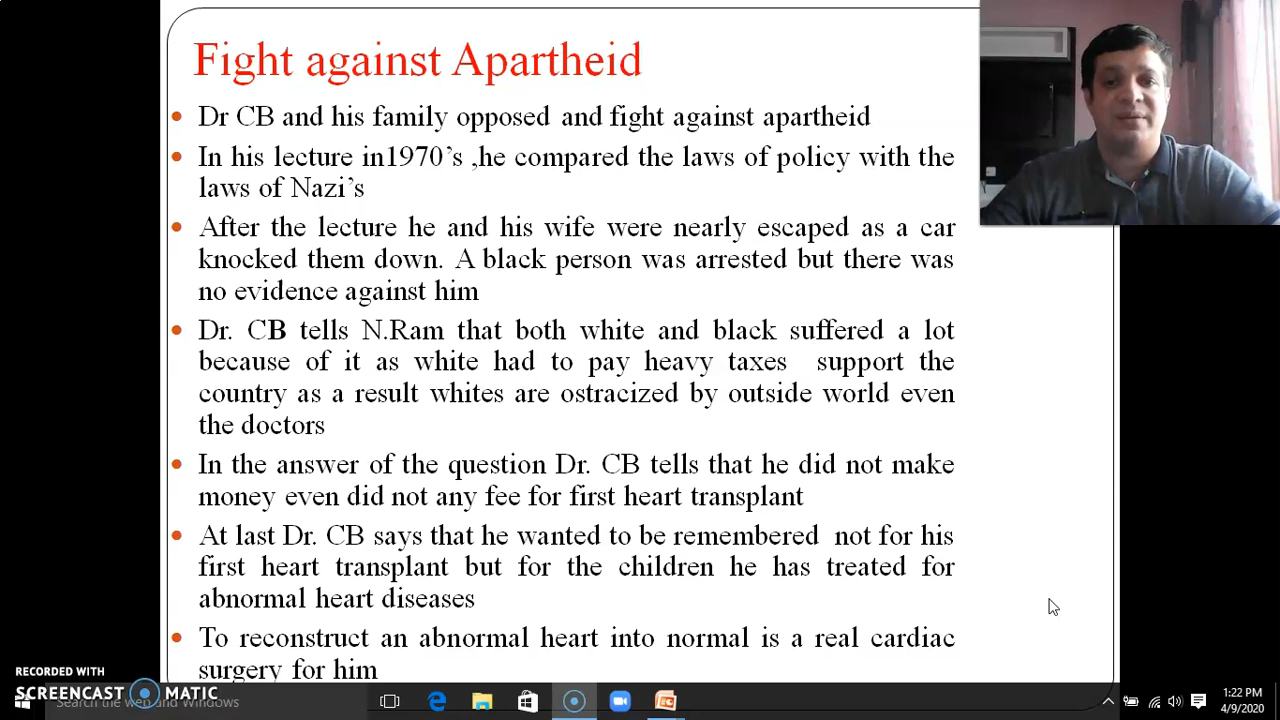 Fight against Apartheid
Dr CB and his family opposed and fight against apartheid
In his lecture in1970's ,he compared the laws of policy with the
laws of Nazi's
After the lecture he and his wife were nearly escaped as a car
knocked them down. A black person was arrested but there was
no evidence against him
Dr. CB tells N.Ram that both white and black suffered a lot
because of it as white had to pay heavy taxes support the
country as a result whites are ostracized by outside world even
the doctors
In the answer of the question Dr. CB tells that he did not make
money even did not any fee for first heart transplant
At last Dr. CB says that he wanted to be remembered not for his
first heart transplant but for the children he has treated for
abnormal heart diseases
To reconstruct an abnormal heart into normal is a real cardiac
surgery for him
RECORDED WITH
SCREENCAST MATIC
Search the web and Windows
1:22 PM
4/9/2020